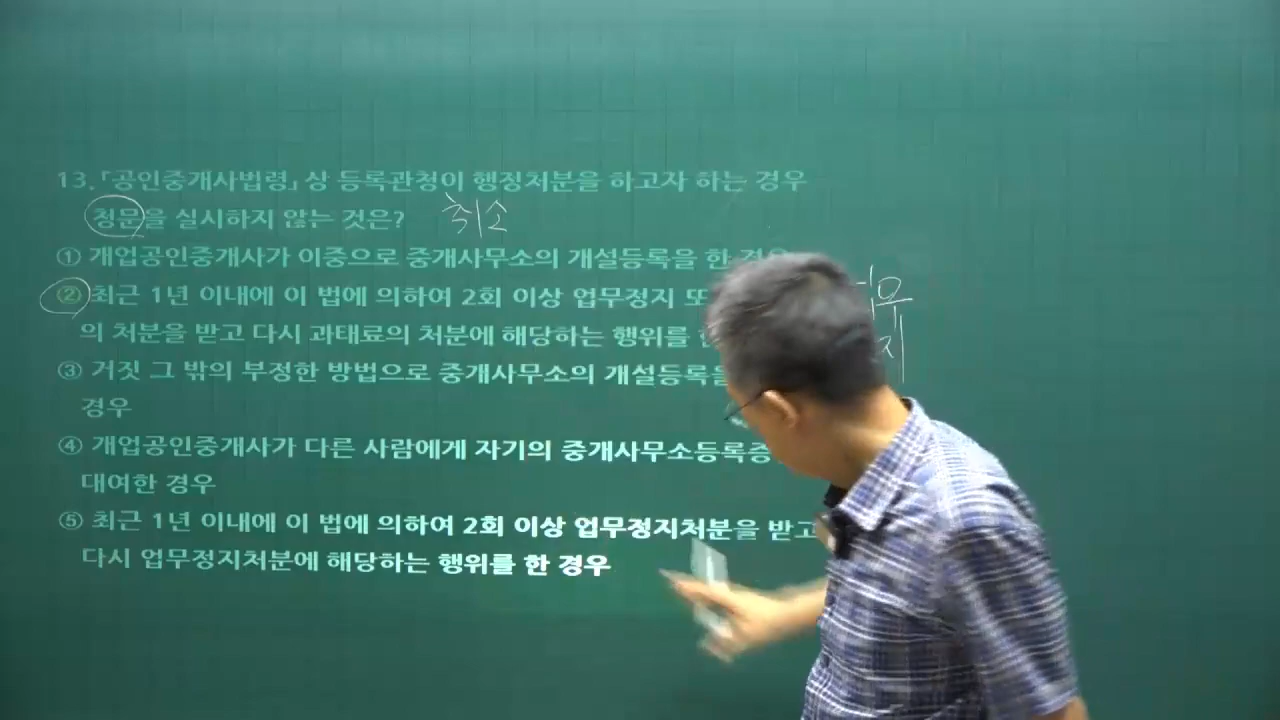 13. 「공인중개사법령」 상 등록관청이 행정처분을 하고자 하는 경우
청문을 실시하지 않는 것은? 취소
① 개업공인중개사가 이중으로 중개사무소의 개설등록을 한 경우
② 최근 1년 이내에 이 법에 의하여 2회 이상 업무정지 또
의 처분을 받고 다시 과태료의 처분에 해당하는 행위를
③ 거짓 그 밖의 부정한 방법으로 중개사무소의 개설등록을
경우
④ 개업공인중개사가 다른 사람에게 자기의 중개사무소등록증
대여한 경우
⑤ 최근 1년 이내에 이 법에 의하여 2회 이상 업무정지처분을 받고
다시 업무정지처분에 해당하는 행위를 한 경우